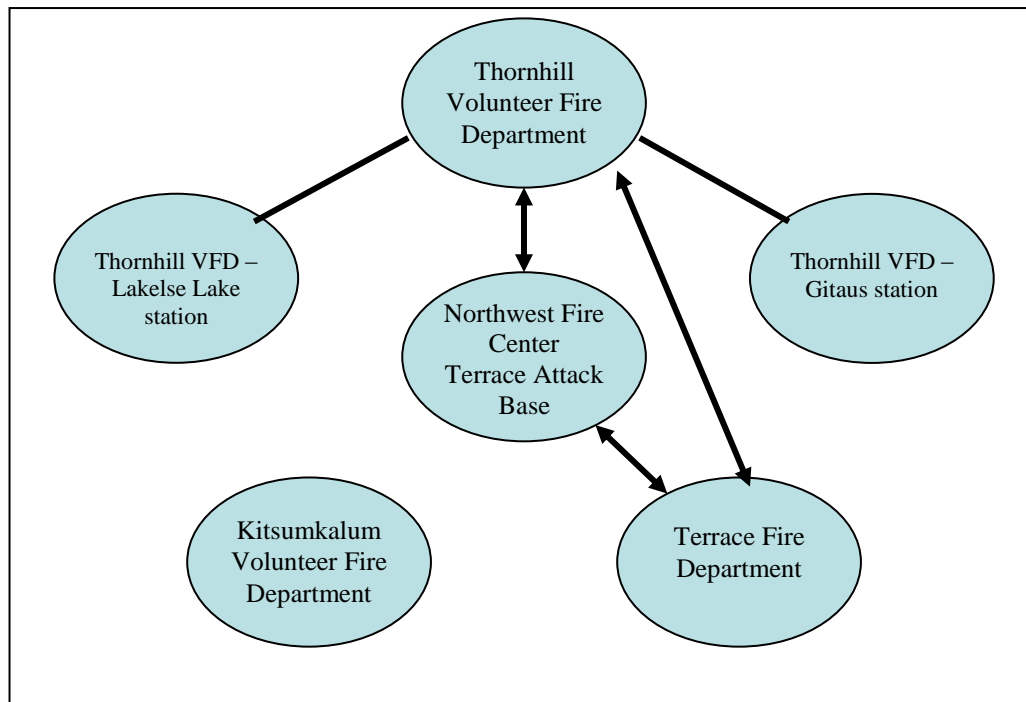 Thornhill
Volunteer Fire
Department
Thornhill VFD –
Lakelse Lake
station
Thornhill VFD –
Gitaus station
Northwest Fire
Center
Terrace Attack
Base
Kitsumkalum
Volunteer Fire
Department
Terrace Fire
Department